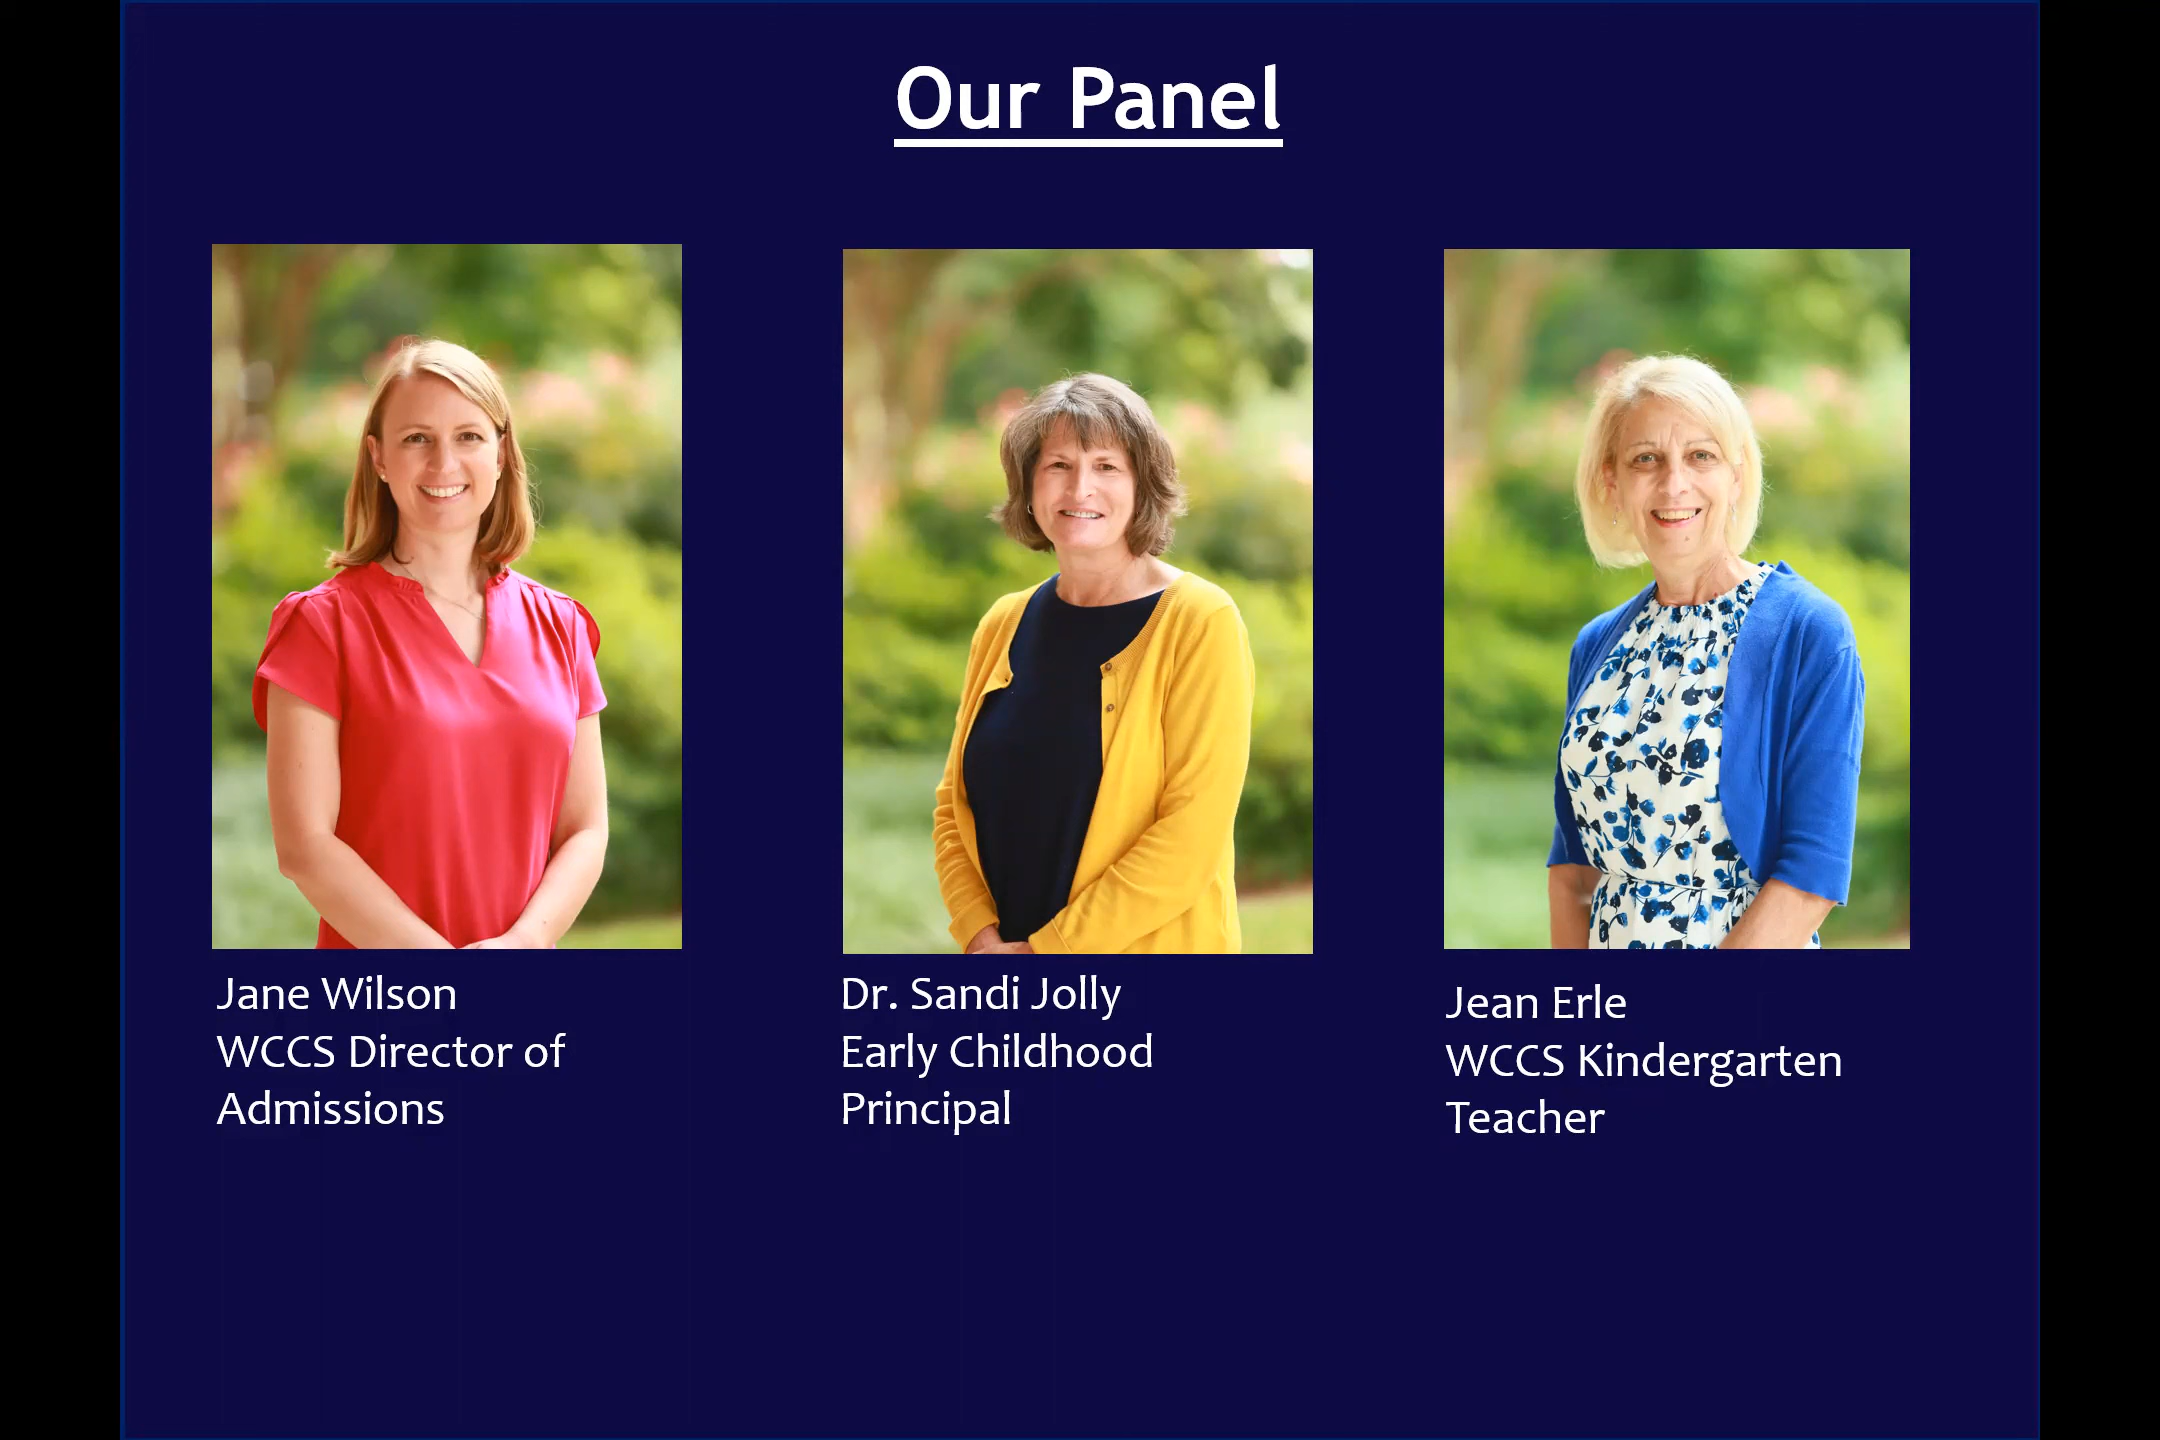 Our Panel
Jane Wilson
WCCS Director of
Admissions
Dr. Sandi Jolly
Early Childhood
Principal
Jean Erle
WCCS Kindergarten
Teacher